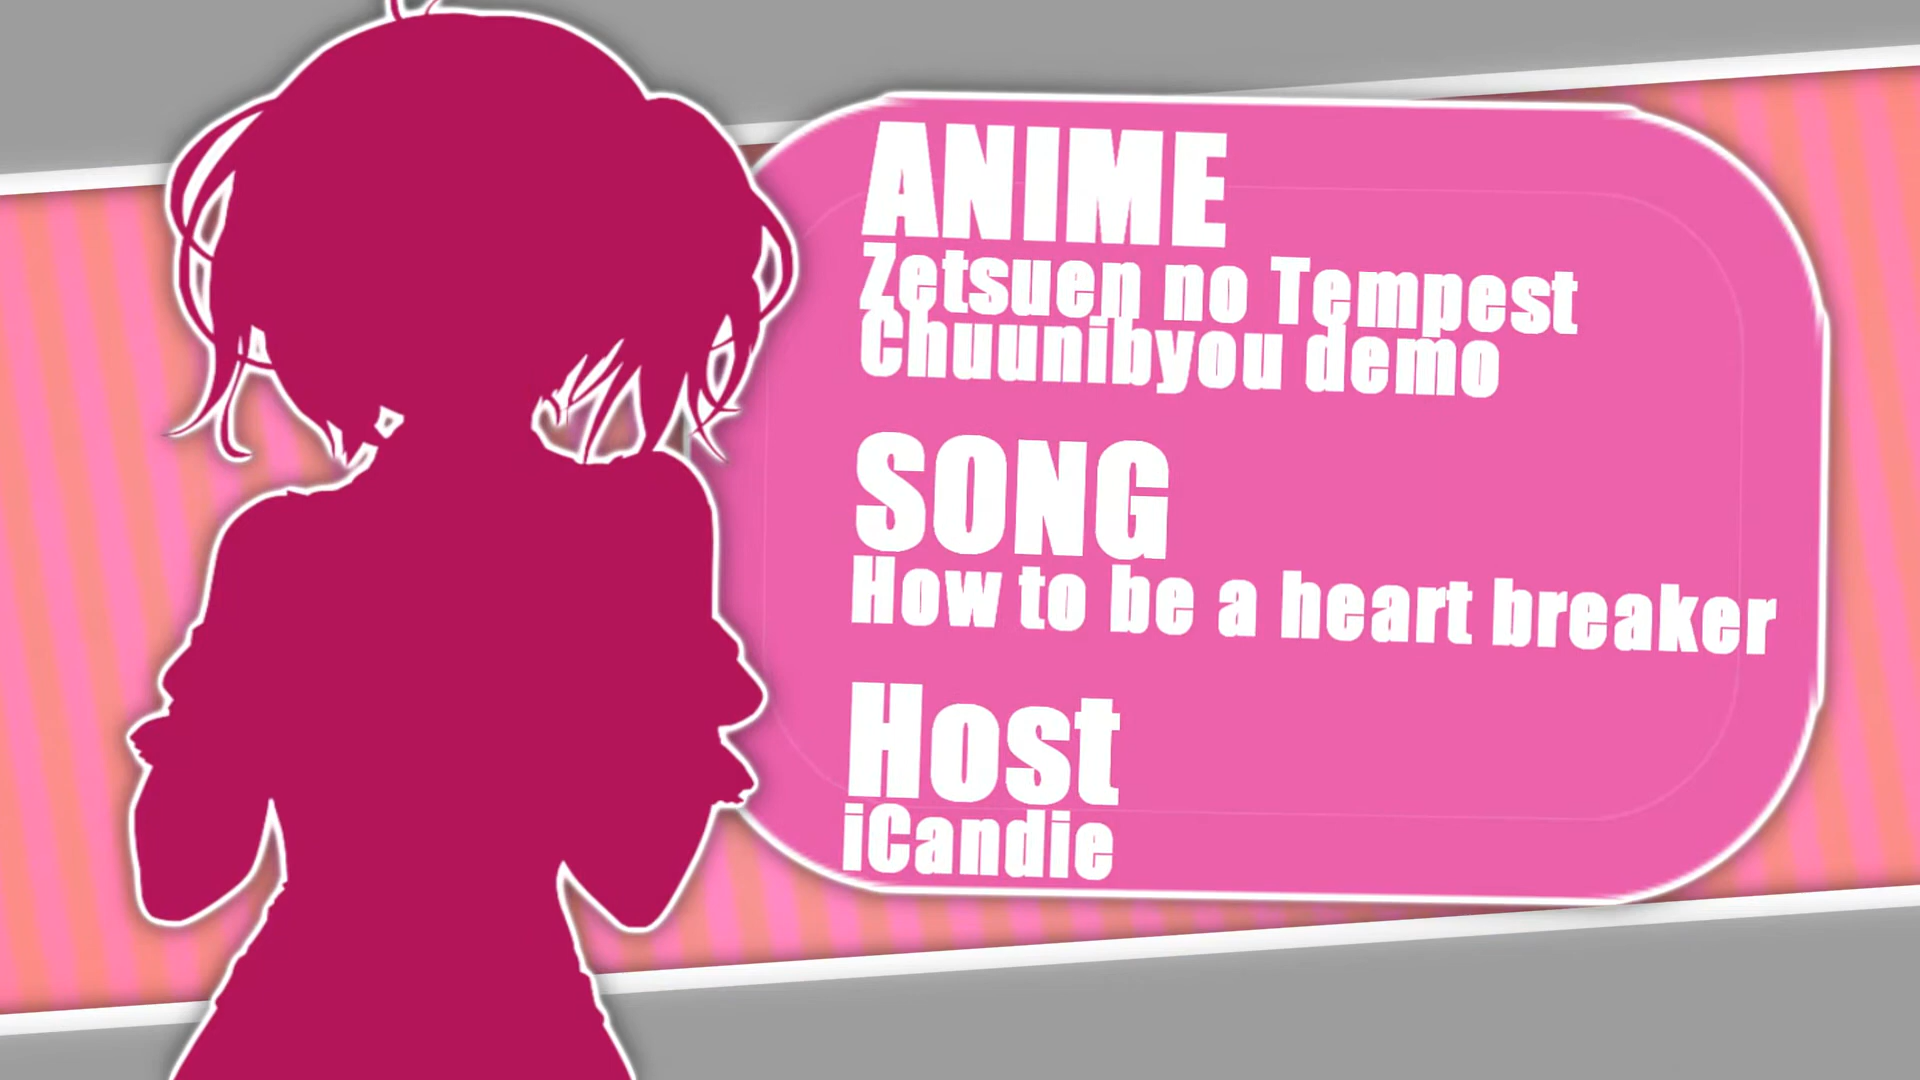 ANIME
Zetsuen no Tempest
Chuunibyou demo
SONG
How to be a heart breaker
Host
iCandie